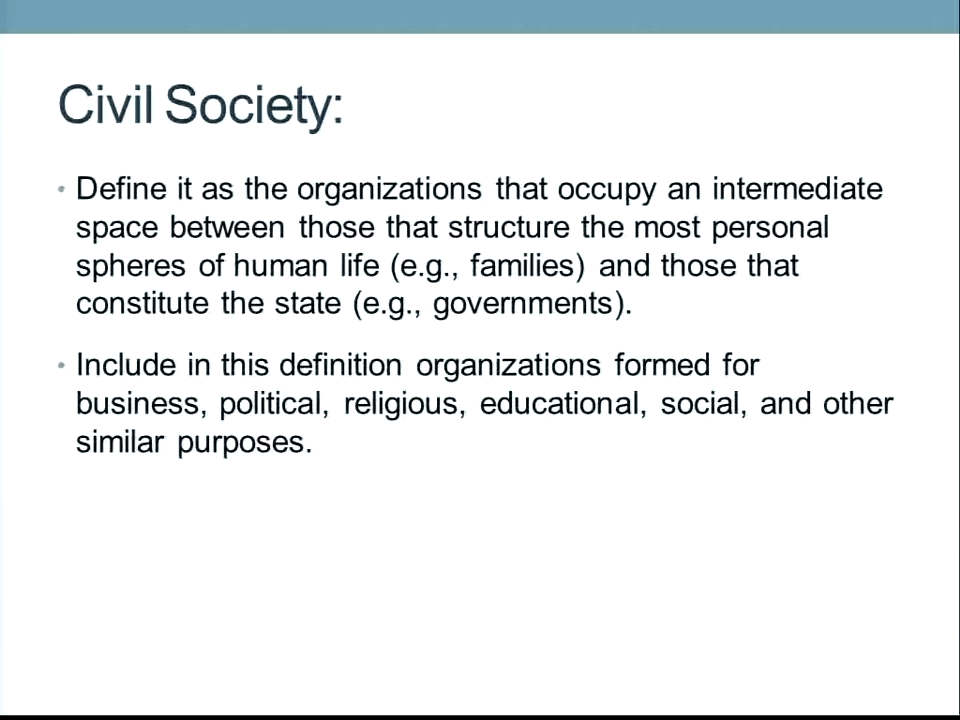 Civil Society:
• Define it as the organizations that occupy an intermediate
space between those that structure the most personal
spheres of human life (e.g., families) and those that
constitute the state (e.g., governments).
• Include in this definition organizations formed for
business, political, religious, educational, social, and other
similar purposes.